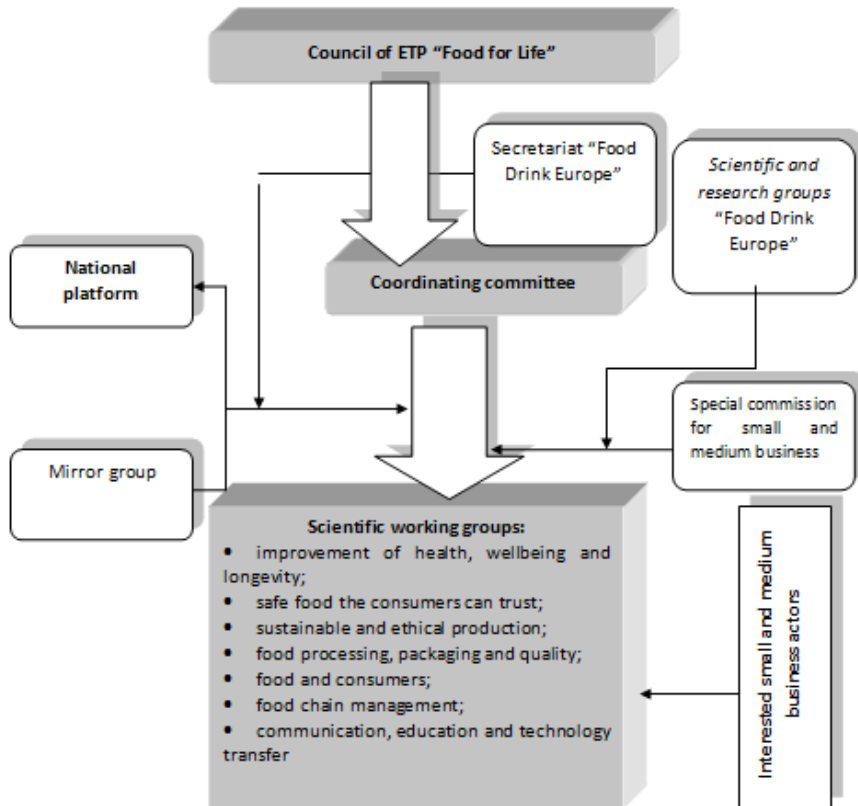 Council of ETP “Food for Life”
Secretariat “Food
Drink Europe”
Scientific and
research groups
“Food Drink
Europe”
National
platform
Coordinating committee
Special commission
for small and
medium business
Mirror group
Scientific working groups:
• improvement of health, wellbeing and
longevity;
• safe food the consumers can trust;
• sustainable and ethical production;
• food processing, packaging and quality;
• food and consumers;
• food chain management;
• communication, education and technology
transfer
Interested small and medium
business actors